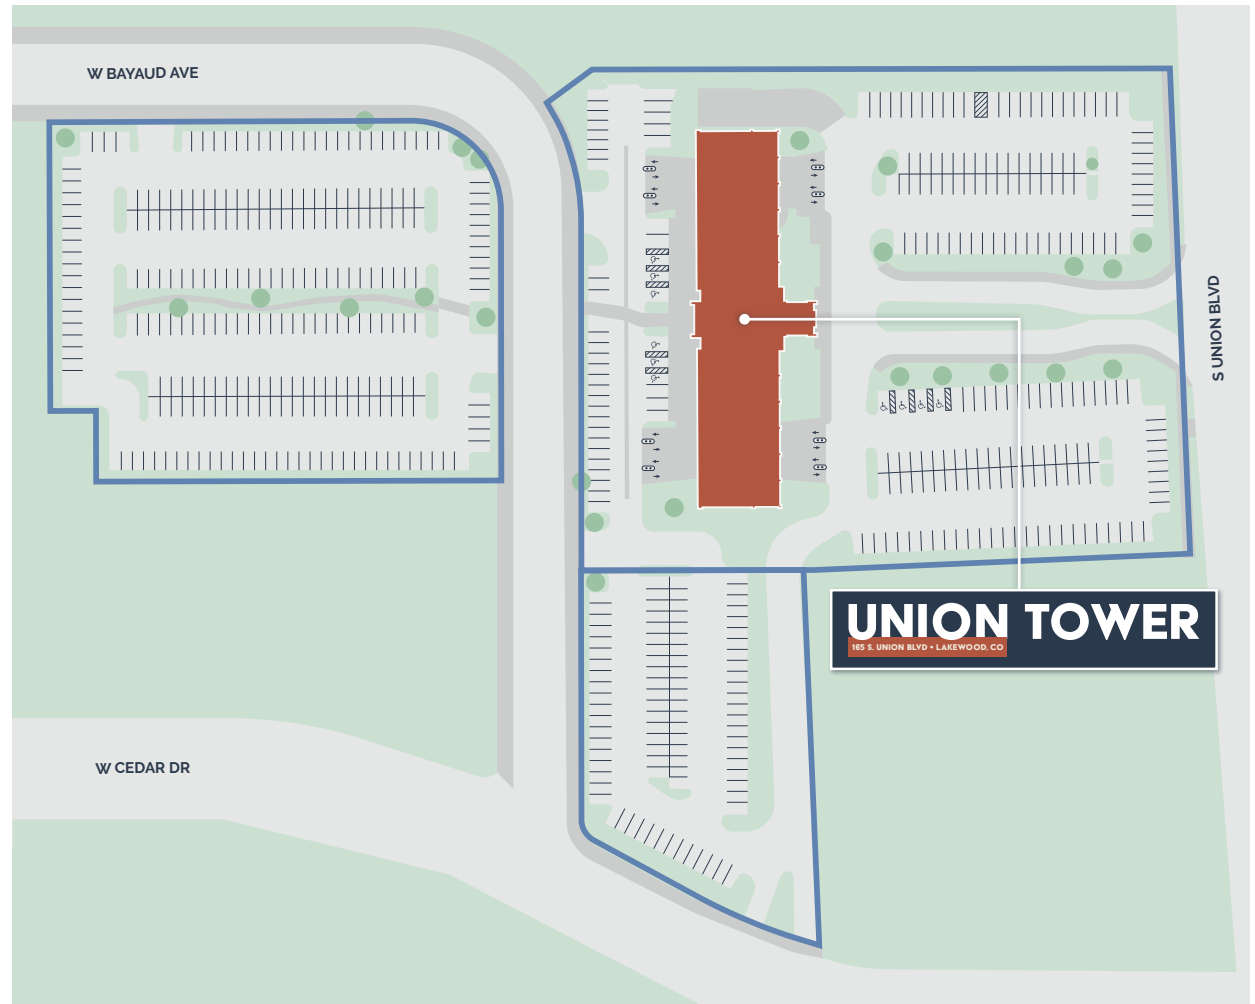 W BAYAUD AVE
S UNION BLVD
UNION TOWER
165 S. UNION BLVD • LAKEWOOD, CO
W CEDAR DR